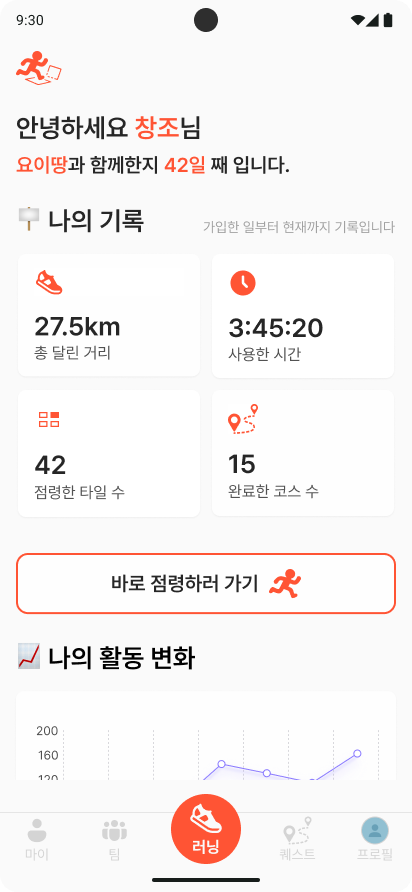 9:30
안녕하세요 창조님
요이땅과 함께한지 42일 째 입니다.
나의 기록
가입한 일부터 현재까지 기록입니다
27.5km
총 달린 거리
3:45:20
사용한 시간
42
점령한 타일 수
15
완료한 코스 수
바로 점령하러 가기
나의 활동 변화
200
160
120
마이
팀
러닝
퀘스트
프로필